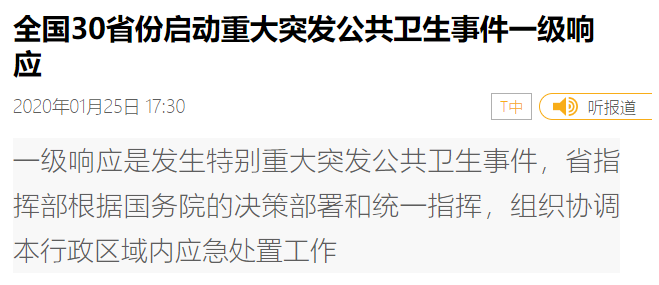 全国30省份启动重大突发公共卫生事件一级响
应
2020年01月25日 17:30
T中
听报道
一级响应是发生特别重大突发公共卫生事件，省指
挥部根据国务院的决策部署和统一指挥，组织协调
本行政区域内应急处置工作